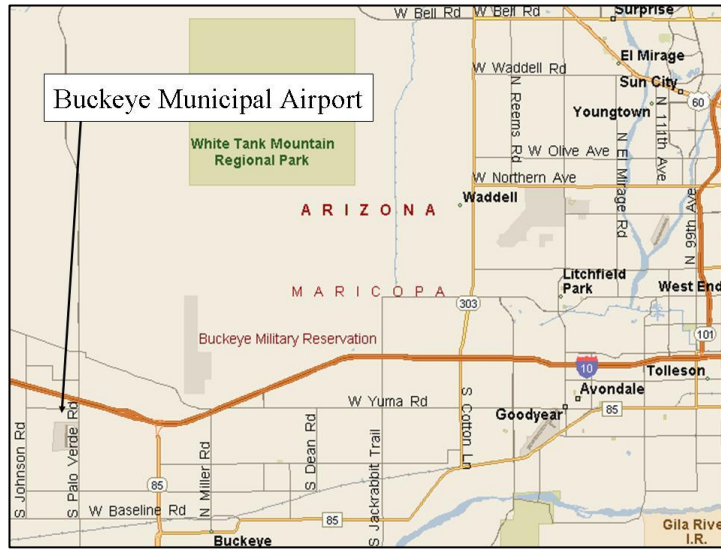 W Bell Rd
W Bell Rd
Surprise
El Mirage
W Waddell Rd
Sun City
Buckeye Municipal Airport
N Reems Rd
Youngtown
60
N 111th Ave
N El Mirage Rd
White Tank Mountain
Regional Park
W Olive Ave
W Northern Ave
ARIZONA
Waddell
N 99th Ave
Litchfield
Park
West End
MARICOPA
303
Buckeye Military Reservation
101
10
Tolleson
Avondale
W Yuma Rd
Goodyear
85
S Johnson Rd
S Palo Verde Rd
N Miller Rd
S Dean Rd
S Jackrabbit Trail
S Cotton Ln
85
W Baseline Rd
85
Buckeye
Gila Rive
I.R.